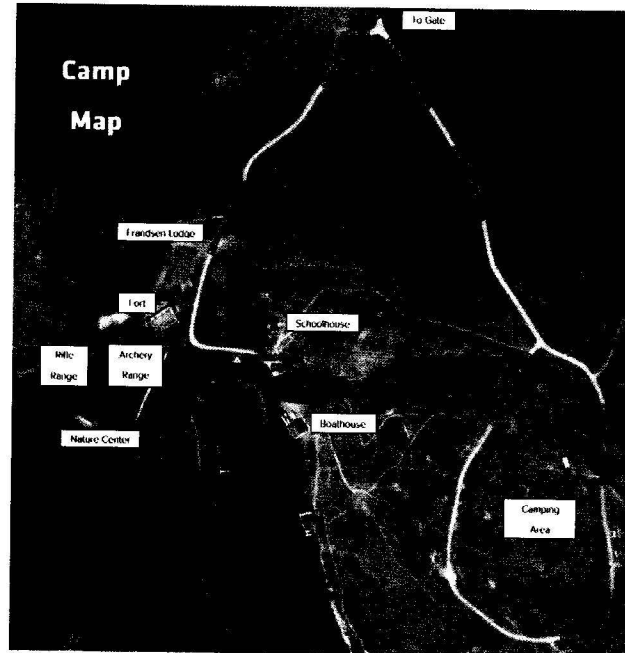 To Gate
Camp
Map
Frandsen Lodge
Fort
Schoolhouse
Rifle
Range
Archery
Range
Boathouse
Nature Center
Camping
Area